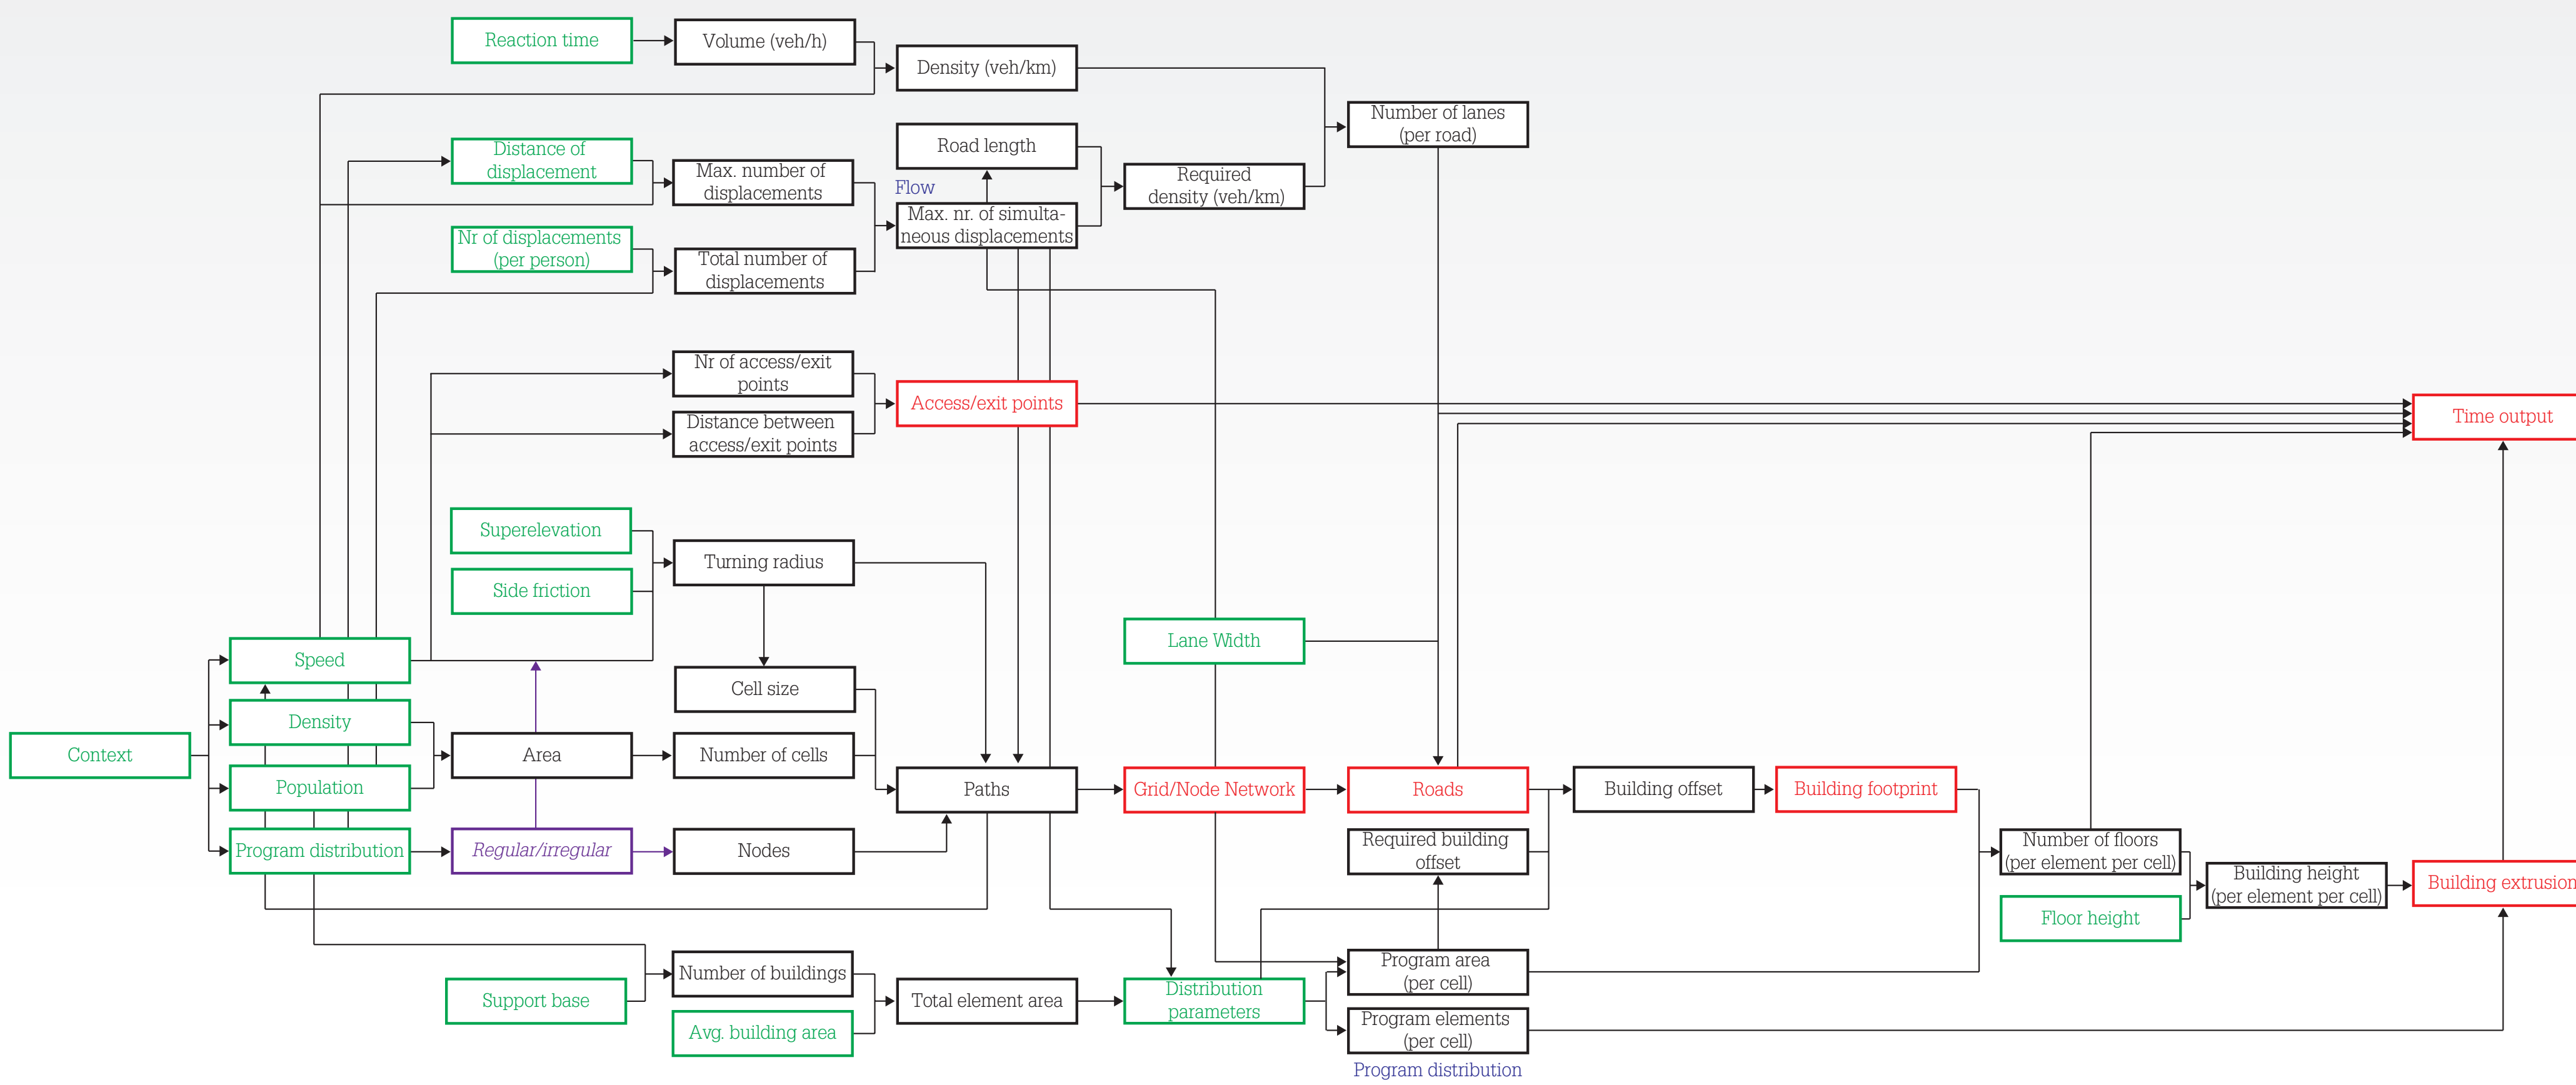 Reaction time
Volume (veh/h)
Density (veh/km)
Number of lanes
(per road)
Distance of
displacement
Max. number of
displacements
Road length
Flow
Required
density (veh/km)
Nr of displacements
(per person)
Total number of
displacements
Max. nr. of simulta-
neous displacements
Nr of access/exit
points
Distance between
access/exit points
Access/exit points
Time output
Superelevation
Side friction
Turning radius
Lane Width
Speed
Cell size
Density
Context
Area
Number of cells
Population
Paths
Grid/Node Network
Roads
Building offset
Building footprint
Program distribution
Regular/irregular
Nodes
Required building
offset
Number of floors
(per element per cell)
Floor height
Building height
(per element per cell)
Building extrusion
Number of buildings
Support base
Avg. building area
Total element area
Distribution
parameters
Program area
(per cell)
Program elements
(per cell)
Program distribution